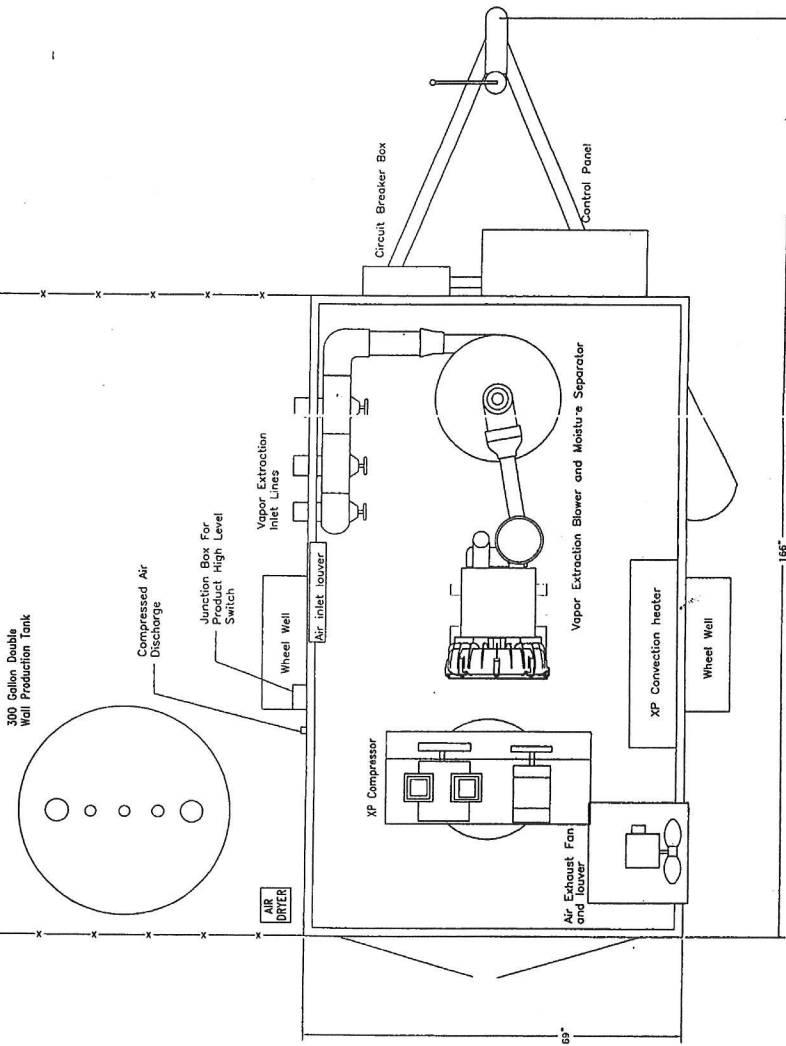 300 Gallon Double
Wall Production Tank
Compressed Air
Discharge
Junction Box For
Product High Level
Switch
Vapor Extraction
Inlet Lines
Circuit Breaker Box
Control Panel
Wheel Well
Air inlet louver
AIR
DRYER
XP Compressor
Vapor Extraction Blower and Moisture Separator
Air Exhaust Fan
and louver
XP Convection heater
Wheel Well
166"
69"